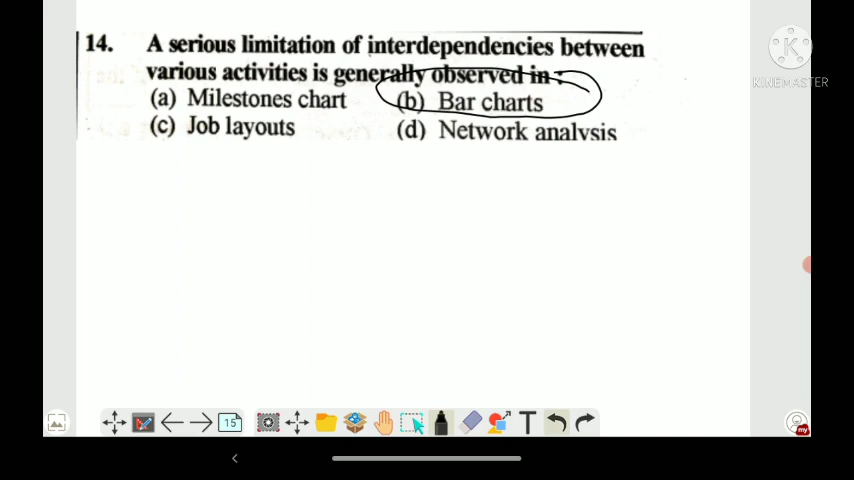 14. A serious limitation of interdependencies between
various activities is generally observed in :
(a) Milestones chart (b) Bar charts
(c) Job layouts (d) Network analysis
KINEMASTER
15
my